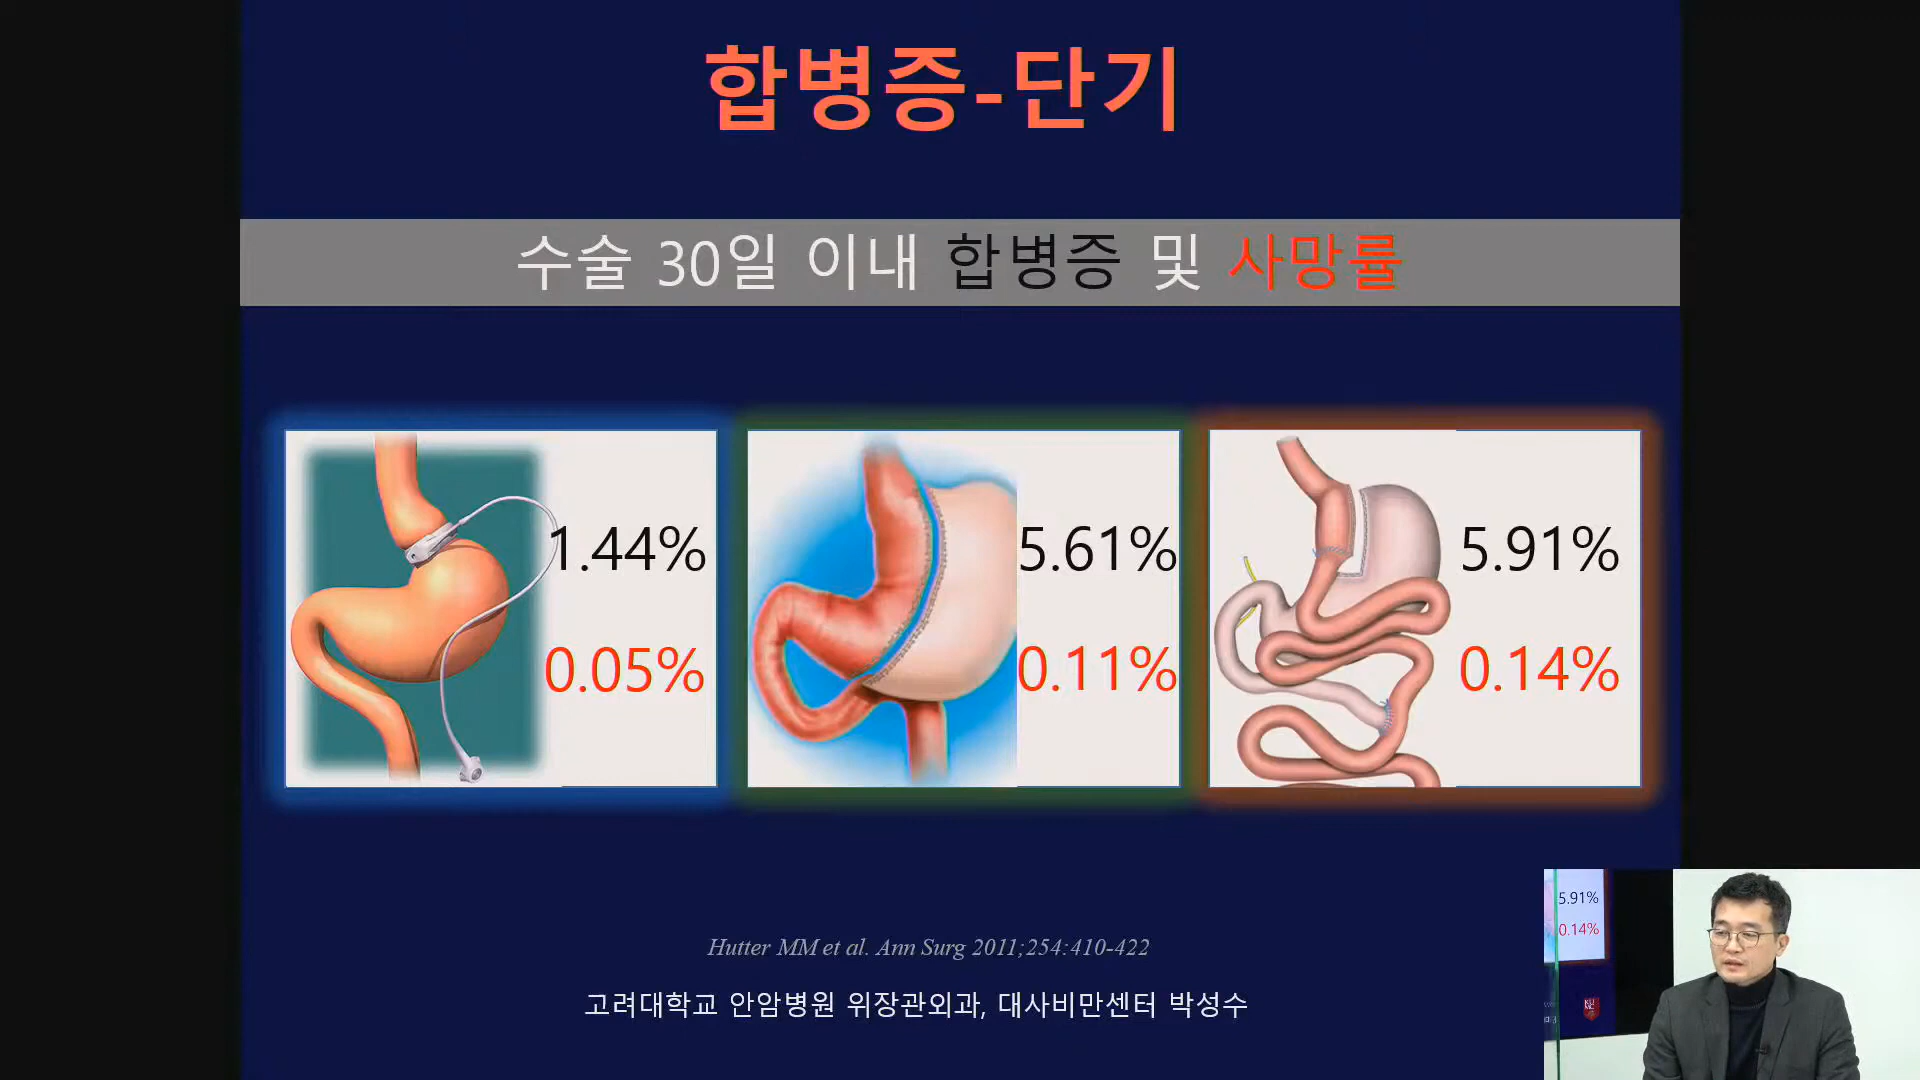 합병증-단기
수술 30일 이내 합병증 및 사망률
1.44%
0.05%
5.61%
0.11%
5.91%
0.14%
Hutter MM et al. Ann Surg 2011;254:410-422
고려대학교 안암병원 위장관외과, 대사비만센터 박성수
5.91%
0.14%